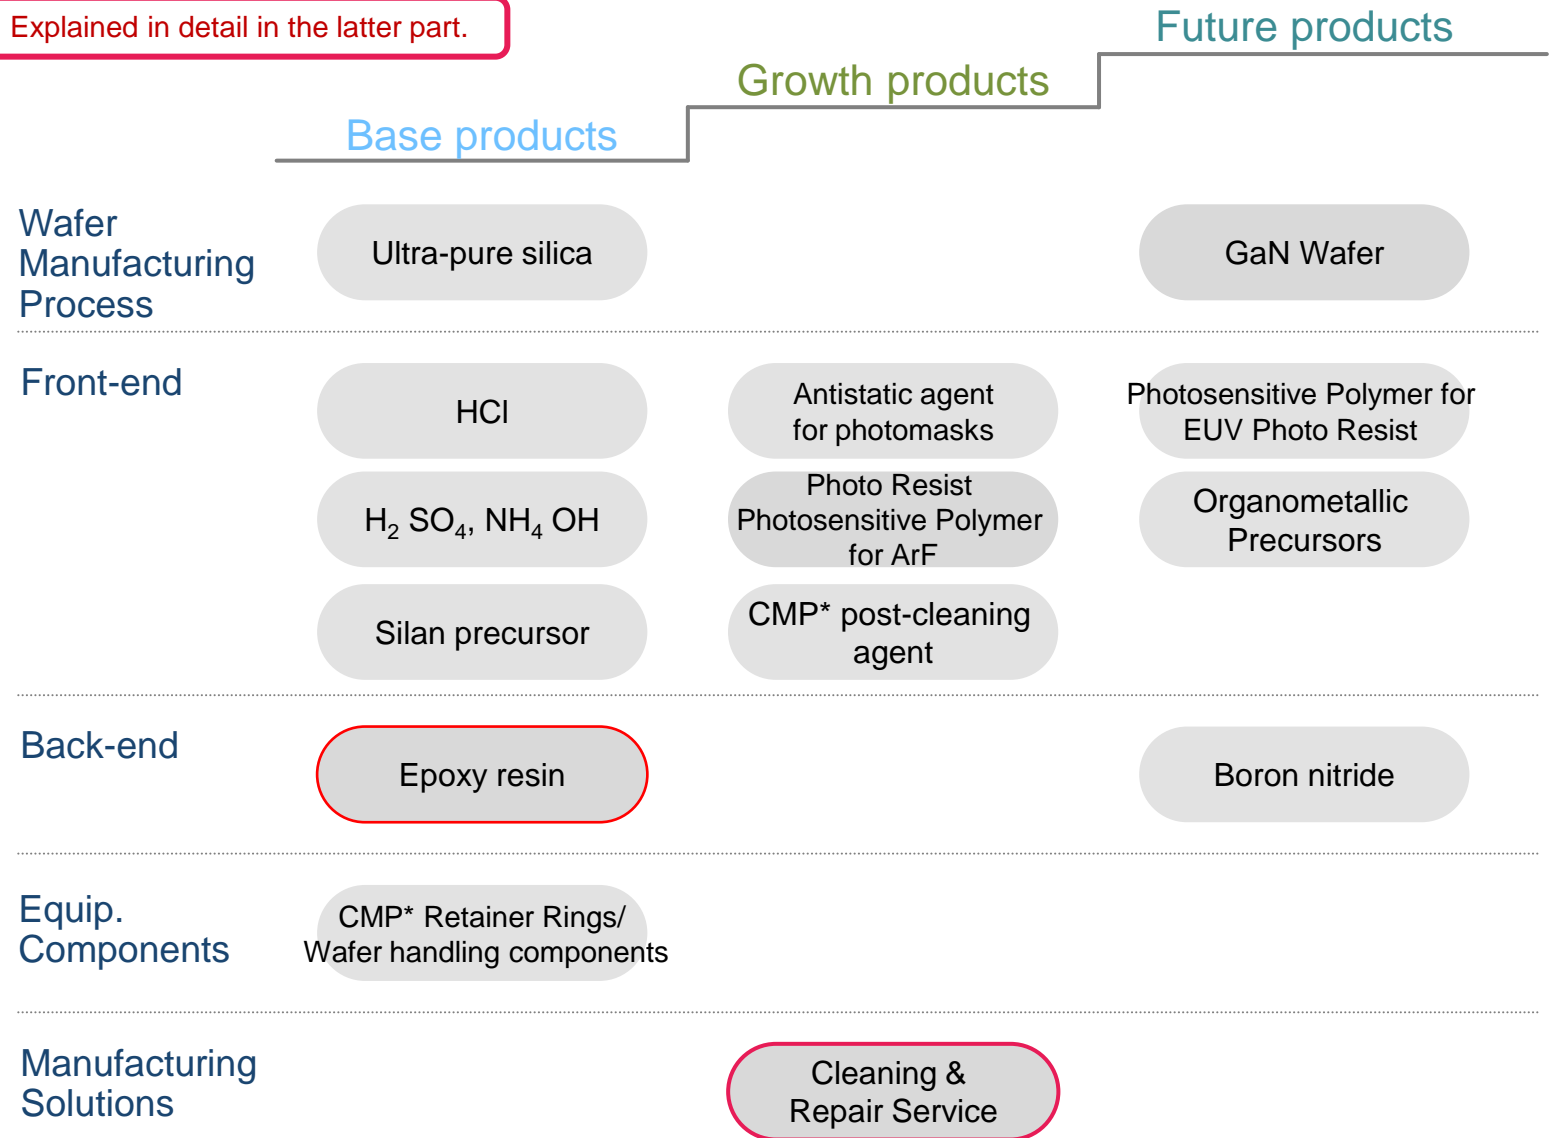 Explained in detail in the latter part.
Future products
Growth products
Base products
Wafer
Manufacturing
Process
Ultra-pure silica
GaN Wafer
Front-end
HCl
Antistatic agent
for photomasks
Photosensitive Polymer for
EUV Photo Resist
H₂ SO₄, NH₄ OH
Photo Resist
Photosensitive Polymer
for ArF
Organometallic
Precursors
Silan precursor
CMP* post-cleaning
agent
Back-end
Epoxy resin
Boron nitride
Equip.
Components
CMP* Retainer Rings/
Wafer handling components
Manufacturing
Solutions
Cleaning &
Repair Service